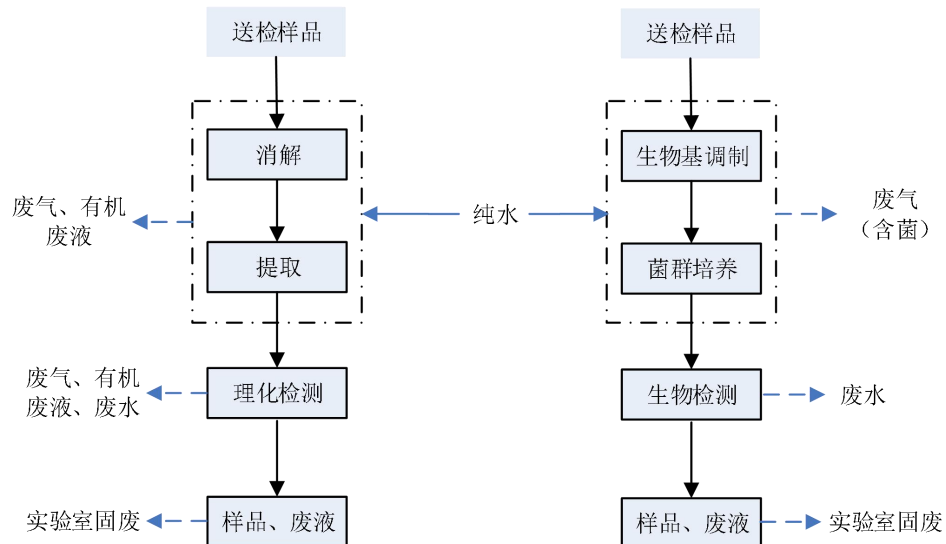 送检样品
送检样品
消解
生物基调制
废气、有机
废液
纯水
废气
（含菌）
提取
菌群培养
废气、有机
废液、废水
理化检测
生物检测
废水
实验室固废
样品、废液
样品、废液
实验室固废